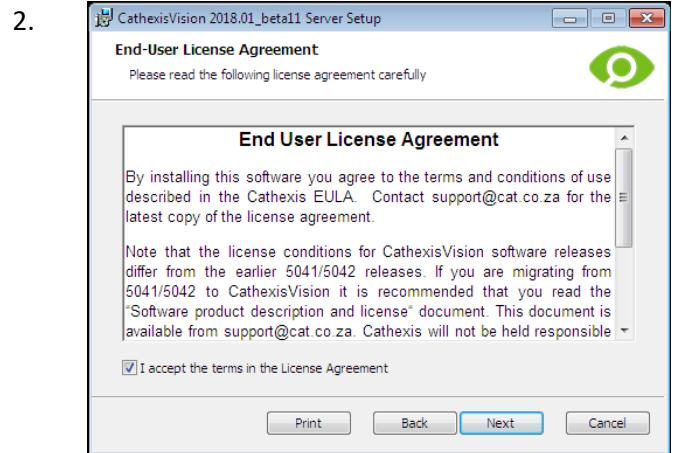 2.
CathexisVision 2018.01_beta11 Server Setup
End-User License Agreement
Please read the following license agreement carefully
End User License Agreement
By installing this software you agree to the terms and conditions of use
described in the Cathexis EULA. Contact support@cat.co.za for the
latest copy of the license agreement.
Note that the license conditions for CathexisVision software releases
differ from the earlier 5041/5042 releases. If you are migrating from
5041/5042 to CathexisVision it is recommended that you read the
“Software product description and license“ document. This document is
available from support@cat.co.za. Cathexis will not be held responsible
I accept the terms in the License Agreement
Print Back Next Cancel